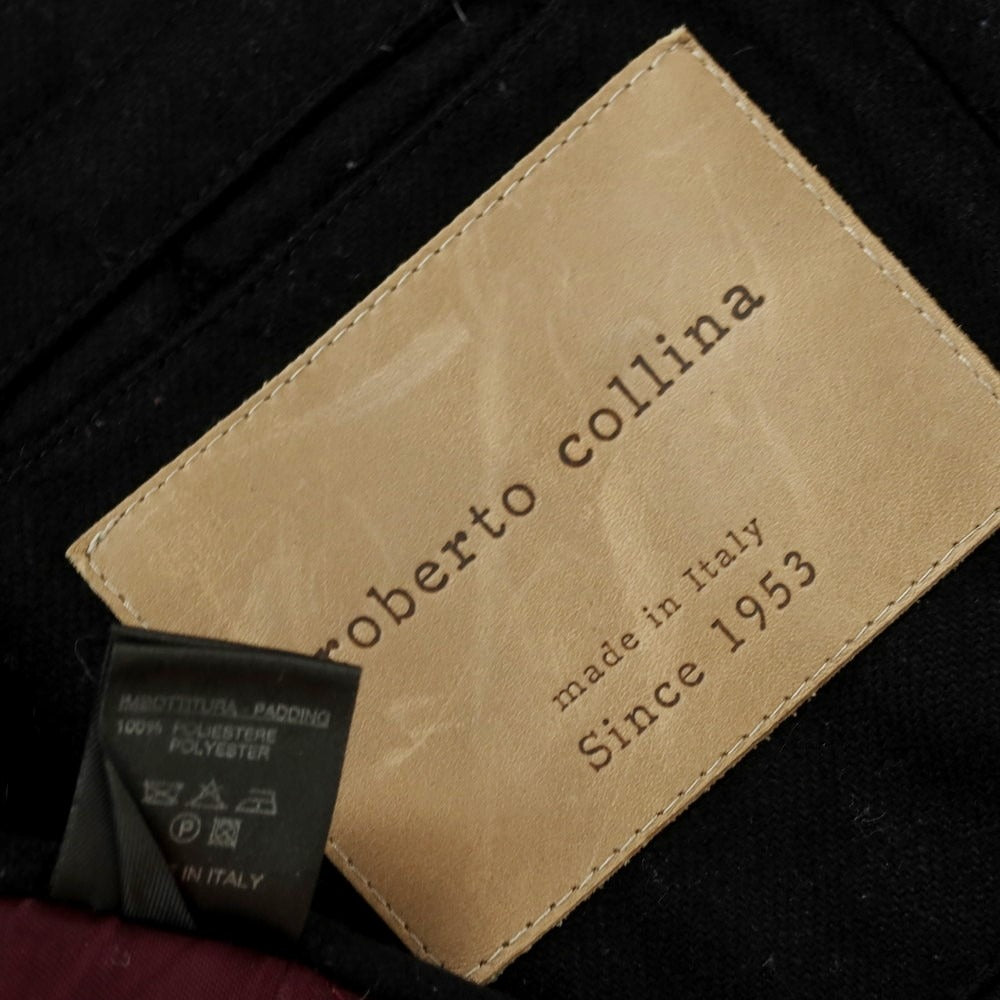 roberto collina
made in Italy
Since 1953
IMBOTTITURA - PADDING
100% POLIESTERE
POLYESTER
P
IN ITALY